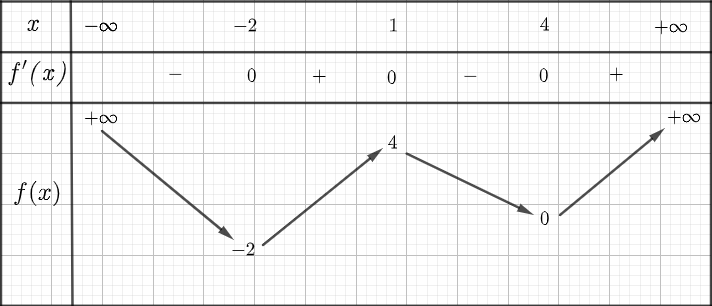 x −∞ −2 1 4 +∞
f′(x) − 0 + 0 − 0 +
+∞ +∞
4
f(x)
0
−2